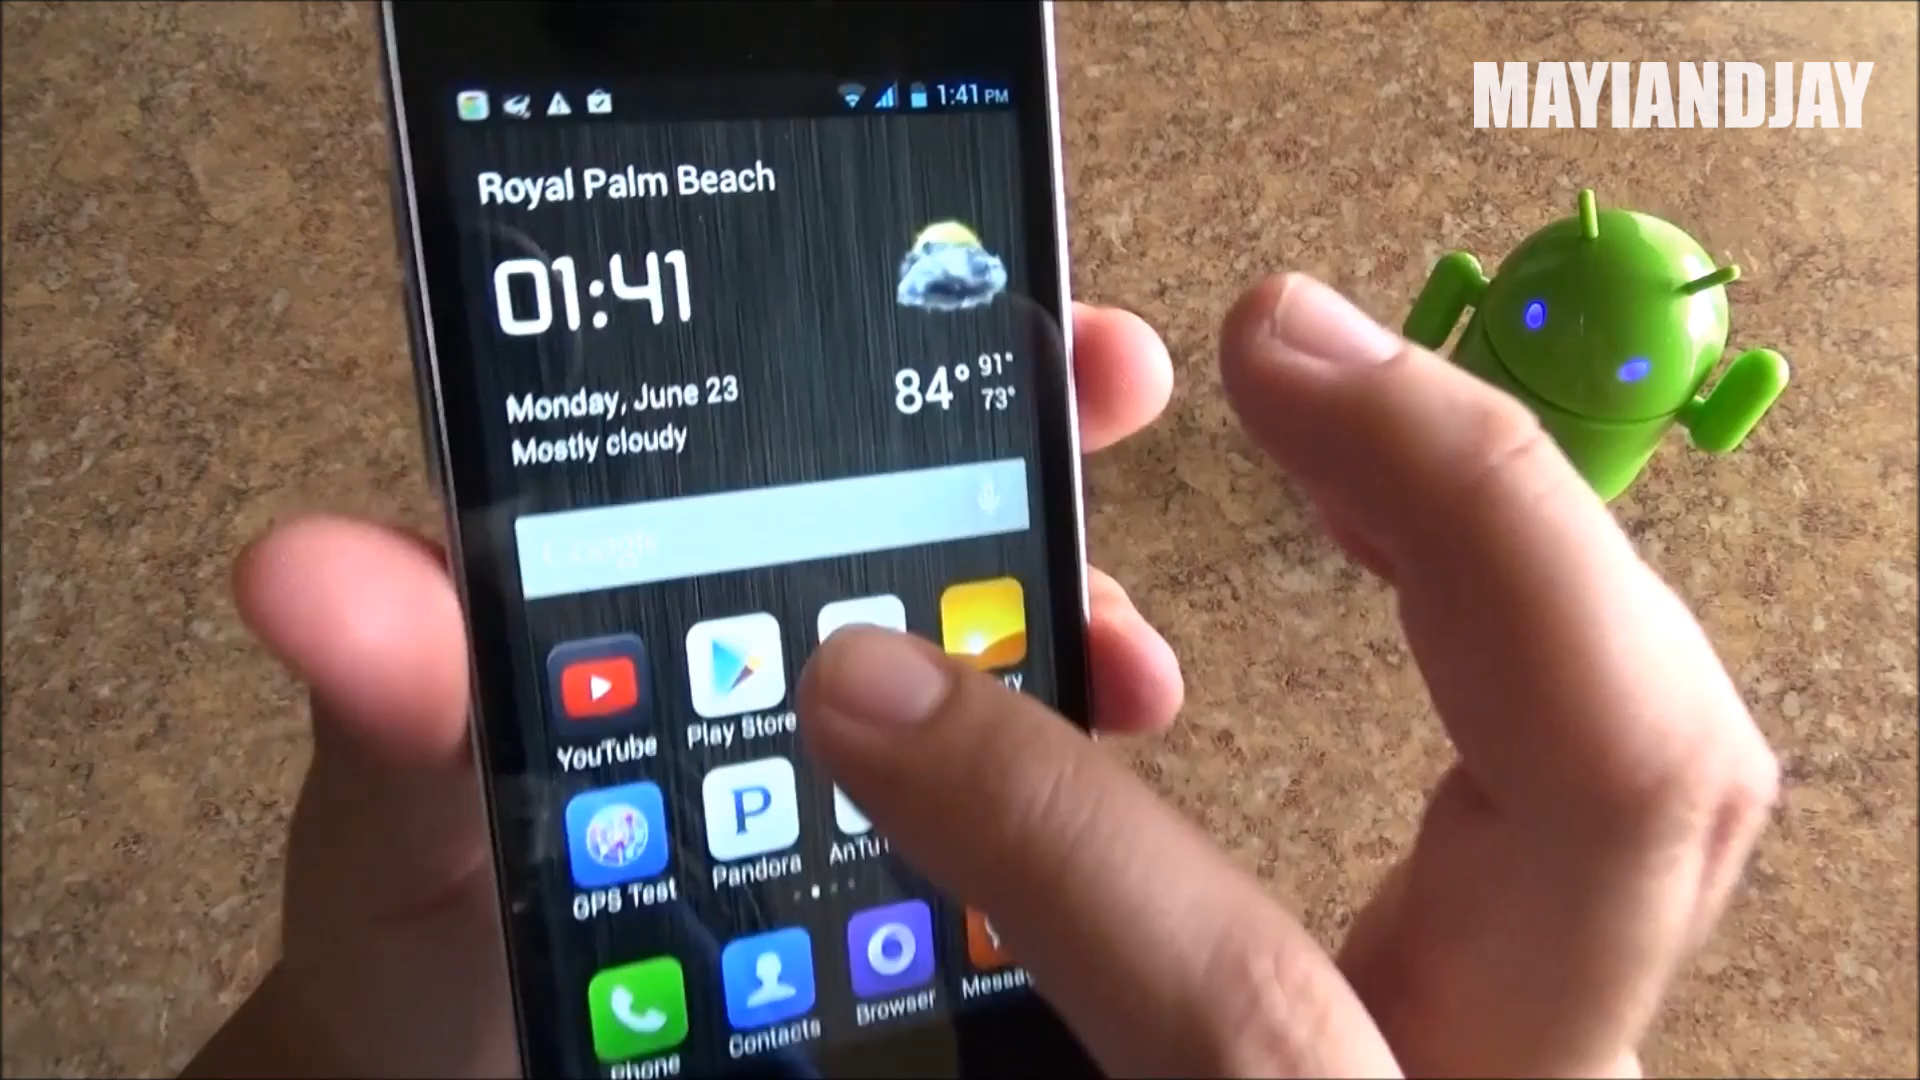 MAYIANDJAY
1:41 PM
Royal Palm Beach
01:41
Monday, June 23
Mostly cloudy
84° 91°
73°
Google
YouTube
Play Store
GPS Test
P
Pandora
Phone
Contacts
Browser